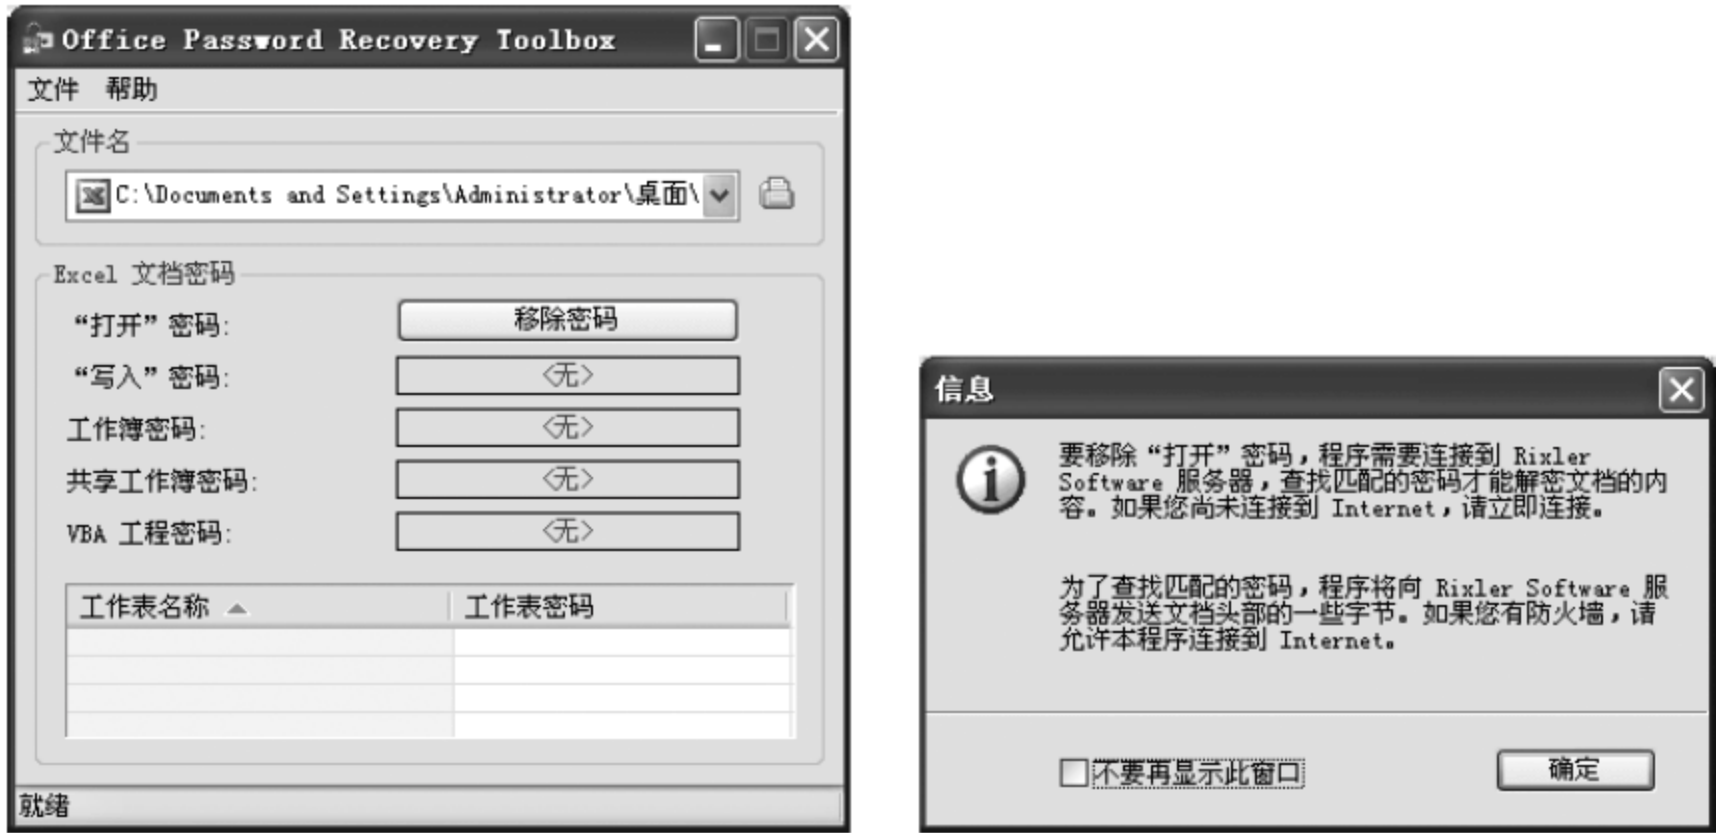 Office Password Recovery Toolbox
文件 帮助
文件名
C:\Documents and Settings\Administrator\桌面\
Excel 文档密码
“打开”密码: 移除密码
“写入”密码: <无>
工作簿密码: <无>
共享工作簿密码: <无>
VBA 工程密码: <无>
工作表名称 工作表密码
就绪
信息
要移除“打开”密码，程序需要连接到 Rixler
Software 服务器，查找匹配的密码才能解密文档的内
容。如果您尚未连接到 Internet，请立即连接。
为了查找匹配的密码，程序将向 Rixler Software 服
务器发送文档头部的一些字节。如果您有防火墙，请
允许本程序连接到 Internet。
不要再显示此窗口 确定